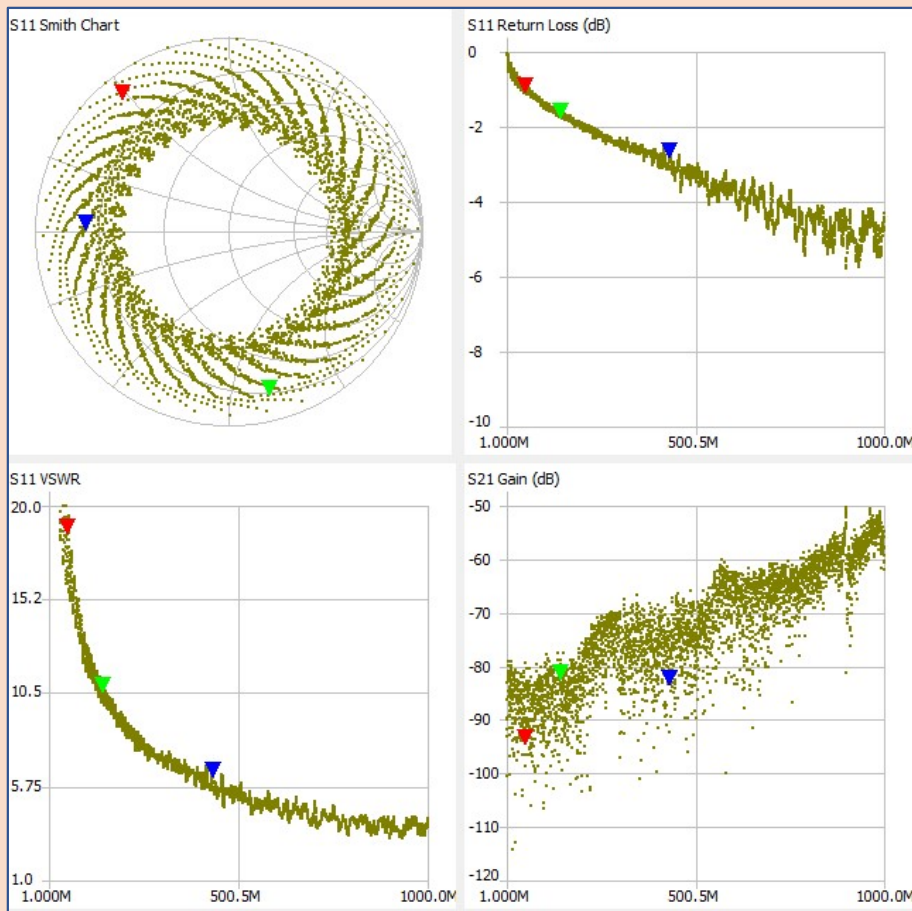 S11 Smith Chart
S11 Return Loss (dB)
0
-2
-4
-6
-8
-10
1.000M
500.5M
1000.0M
S11 VSWR
20.0
15.2
10.5
5.75
1.0
1.000M
500.5M
1000.0M
S21 Gain (dB)
-50
-60
-70
-80
-90
-100
-110
-120
1.000M
500.5M
1000.0M